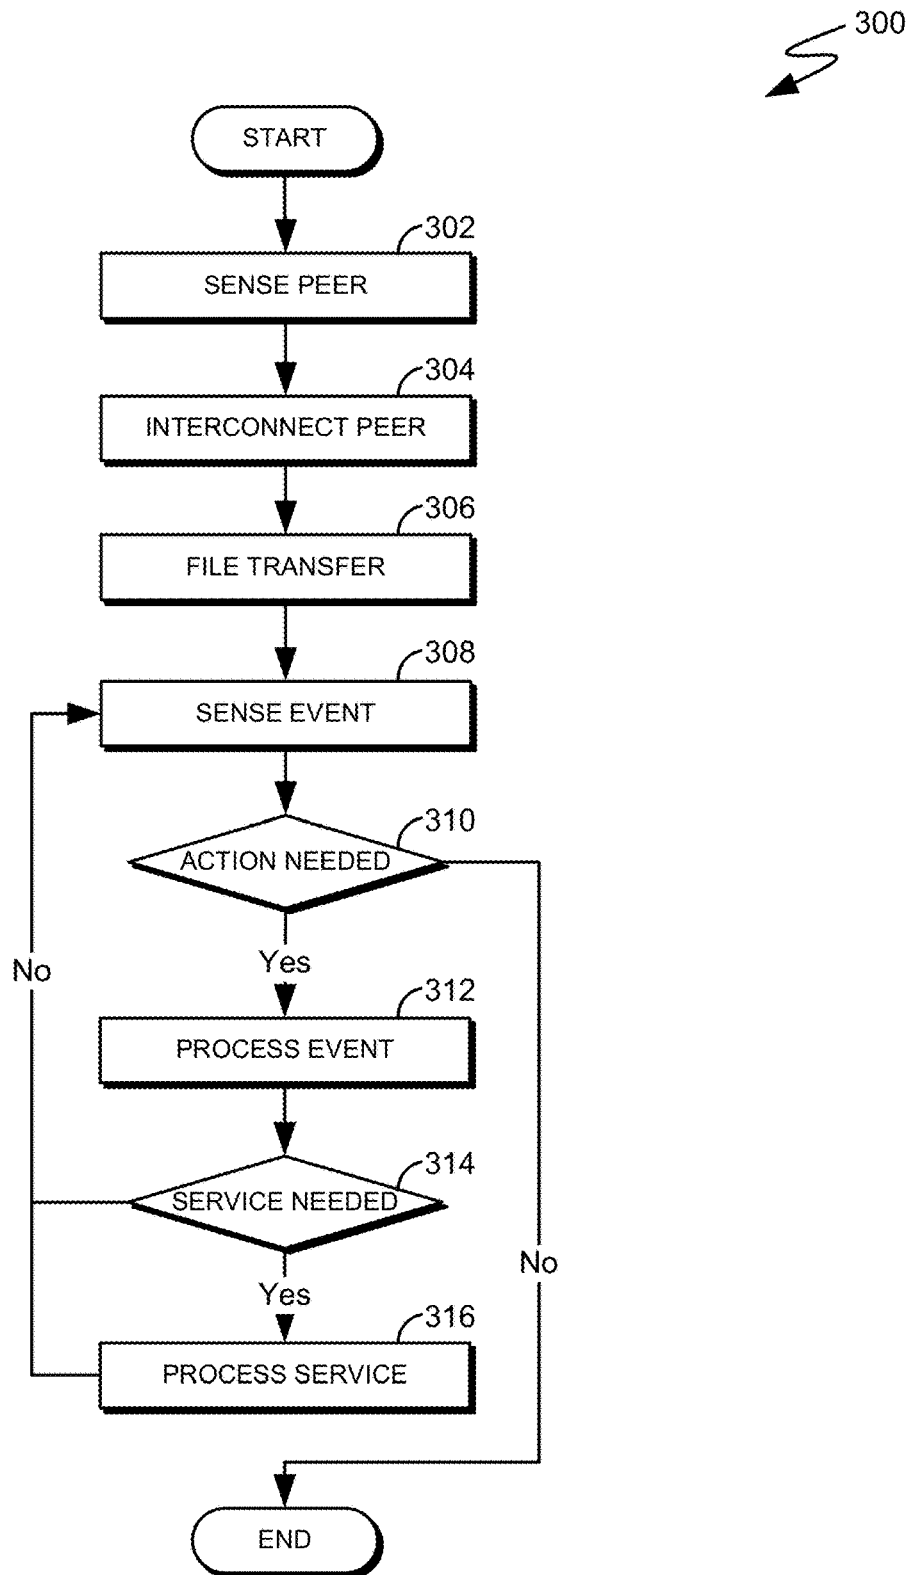 300
START
302
SENSE PEER
304
INTERCONNECT PEER
306
FILE TRANSFER
308
SENSE EVENT
310
ACTION NEEDED
Yes
No
312
PROCESS EVENT
314
SERVICE NEEDED
No
Yes
316
PROCESS SERVICE
END